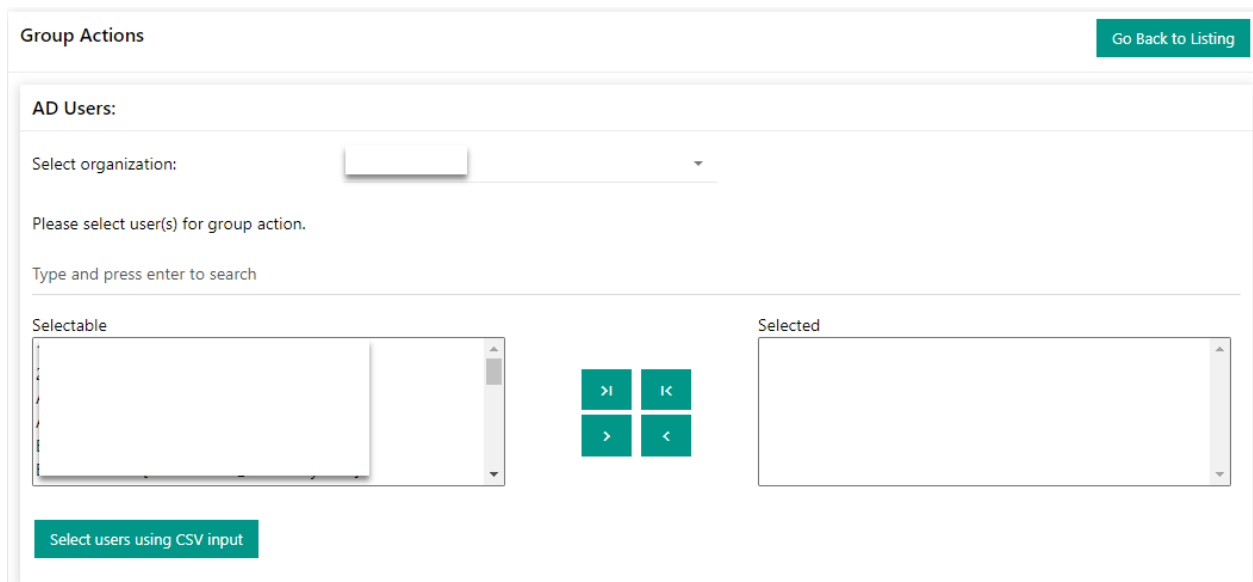 Group Actions
Go Back to Listing
AD Users:
Select organization:
Please select user(s) for group action.
Type and press enter to search
Selectable
Selected
Select users using CSV input